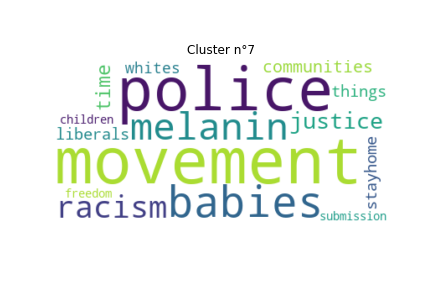 Cluster n°7
whites
communities
time
police
things
children
melanin
justice
liberals
movement
stayhome
freedom
babies
racism
submission